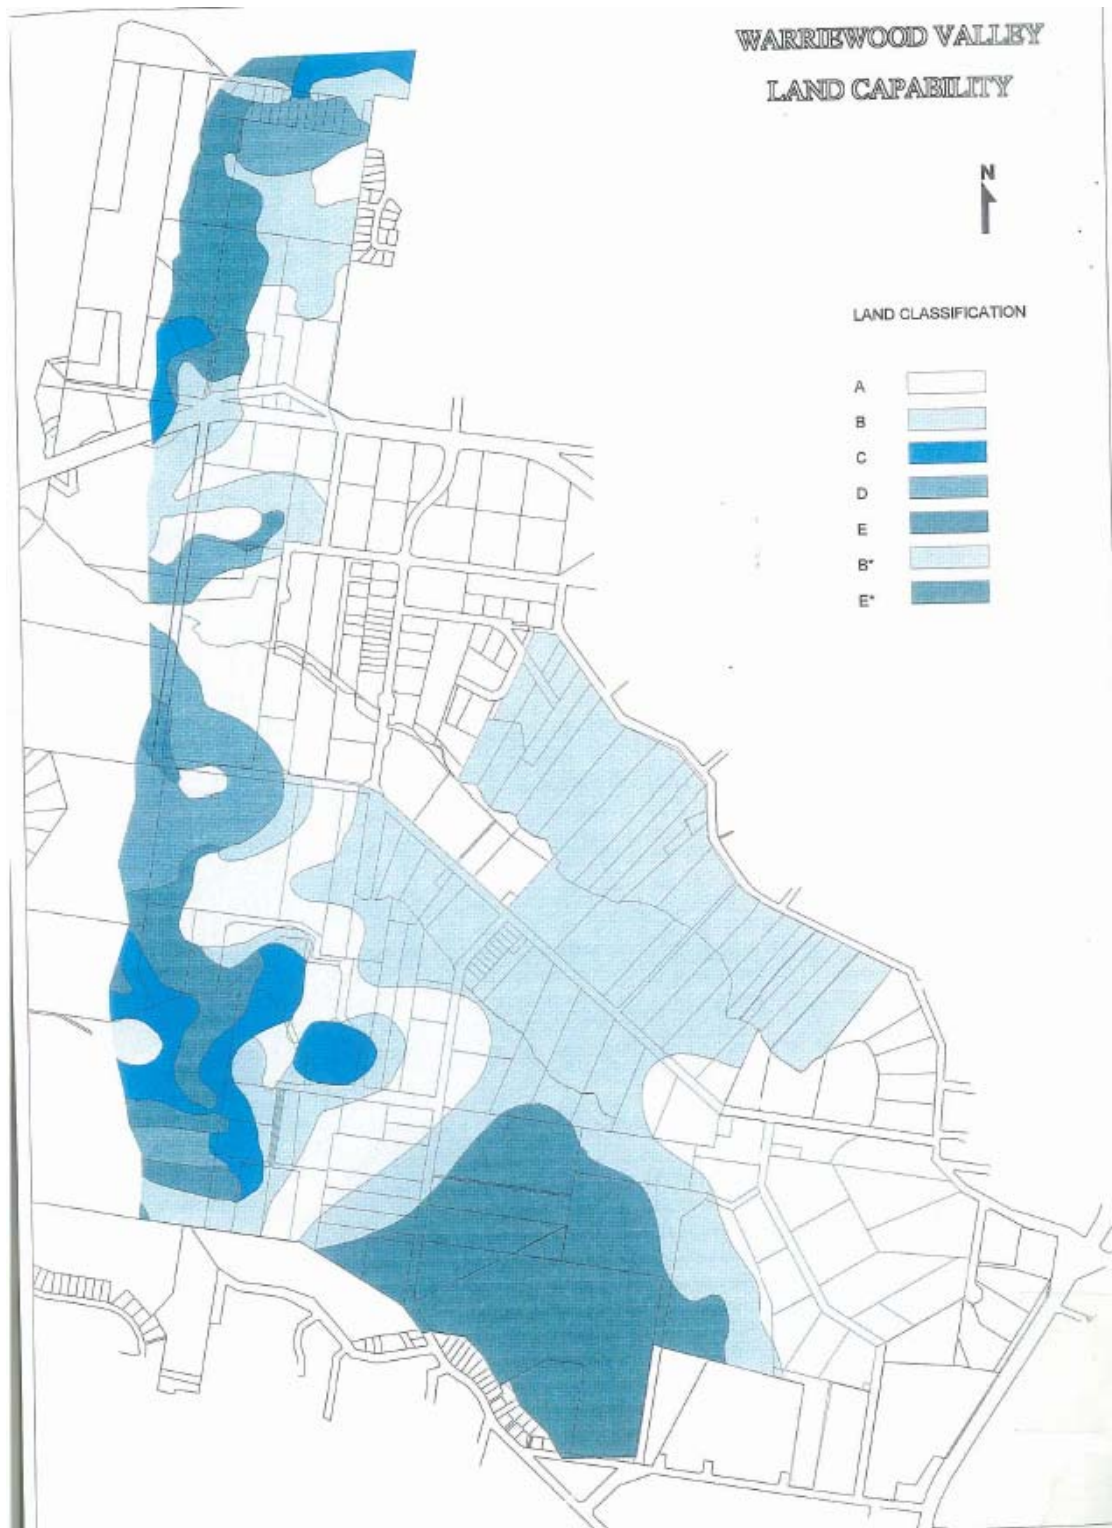 WARRIEWOOD VALLEY
LAND CAPABILITY
N
LAND CLASSIFICATION
A
B
C
D
E
B*
E*